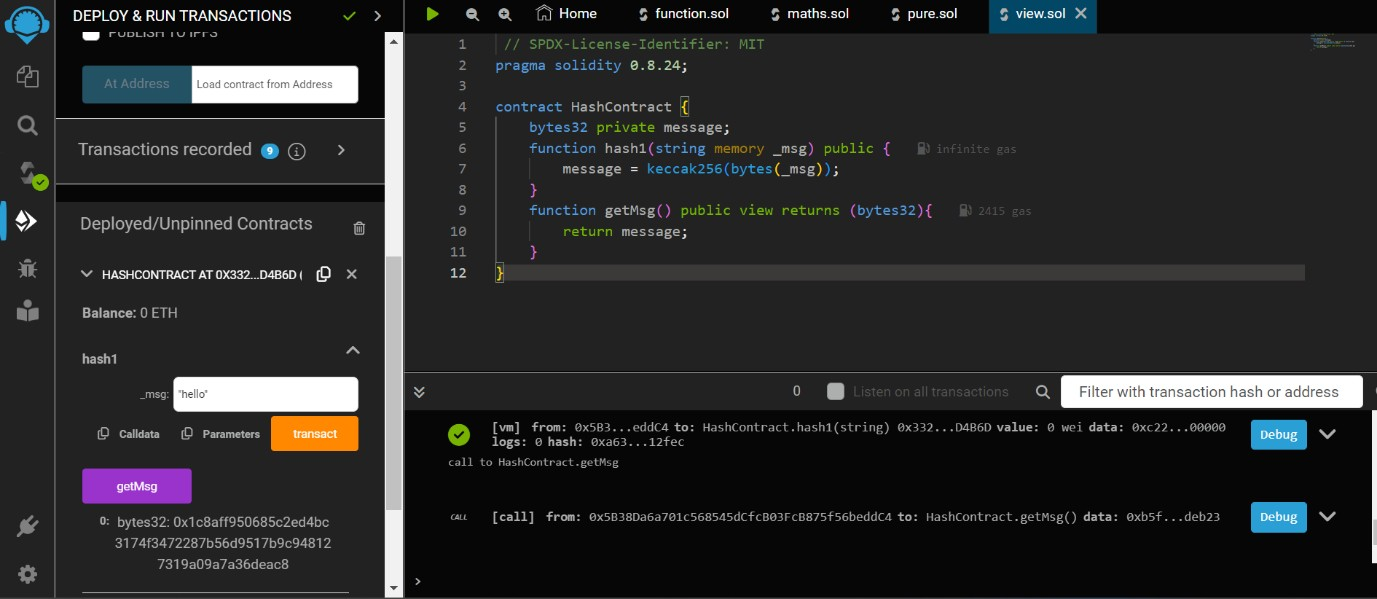 DEPLOY & RUN TRANSACTIONS
PUBLISH TO IPFS
At Address
Load contract from Address
Transactions recorded 9 i
Deployed/Unpinned Contracts
HASHCONTRACT AT 0X332...D4B6D (
Balance: 0 ETH
hash1
_msg: "hello"
Calldata Parameters transact
getMsg
0: bytes32: 0x1c8aff950685c2ed4bc
3174f3472287b56d9517b9c94812
7319a09a7a36deac8
Home function.sol maths.sol pure.sol view.sol
1 // SPDX-License-Identifier: MIT
2 pragma solidity 0.8.24;
3
4 contract HashContract {
5 bytes32 private message;
6 function hash1(string memory _msg) public { infinite gas
7 message = keccak256(bytes(_msg));
8 }
9 function getMsg() public view returns (bytes32){ 2415 gas
10 return message;
11 }
12 }
0 Listen on all transactions Filter with transaction hash or address
[vm] from: 0x5B3...eddC4 to: HashContract.hash1(string) 0x332...D4B6D value: 0 wei data: 0xc22...00000
logs: 0 hash: 0xa63...12fec
Debug
call to HashContract.getMsg
CALL [call] from: 0x5B38Da6a701c568545dCfcB03FcB875f56beddC4 to: HashContract.getMsg() data: 0xb5f...deb23
Debug
>